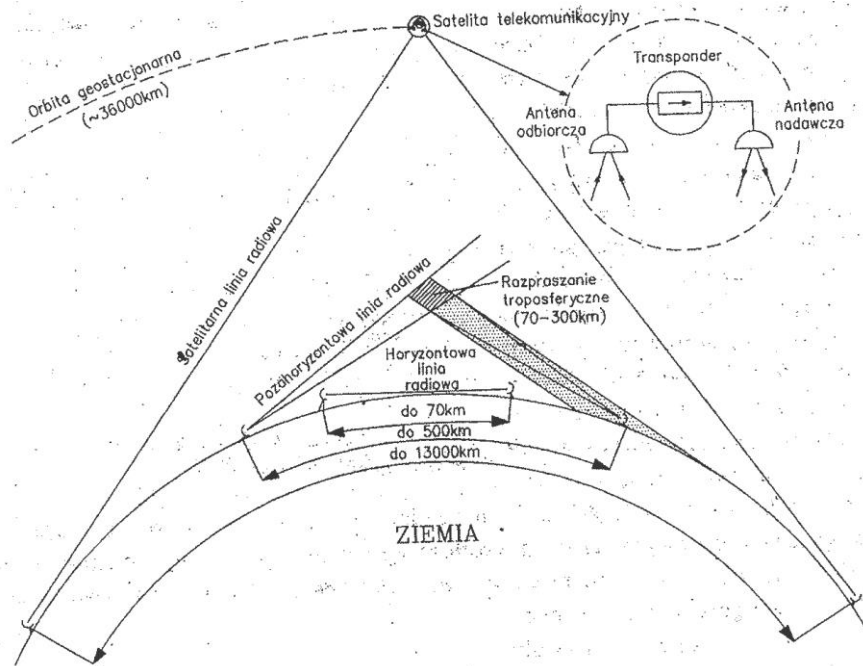 Satelita telekomunikacyjny
Orbita geostacjonarna
(~36000km)
Transponder
Antena
odbiorcza
Antena
nadawcza
Satelitarna linia radiowa
Pozahoryzontowa linia radiowa
Razpraszanie
troposferyczne
(70-300km)
Horyzontowa
linia
radiowa
do 70km
do 500km
do 13000km
ZIEMIA